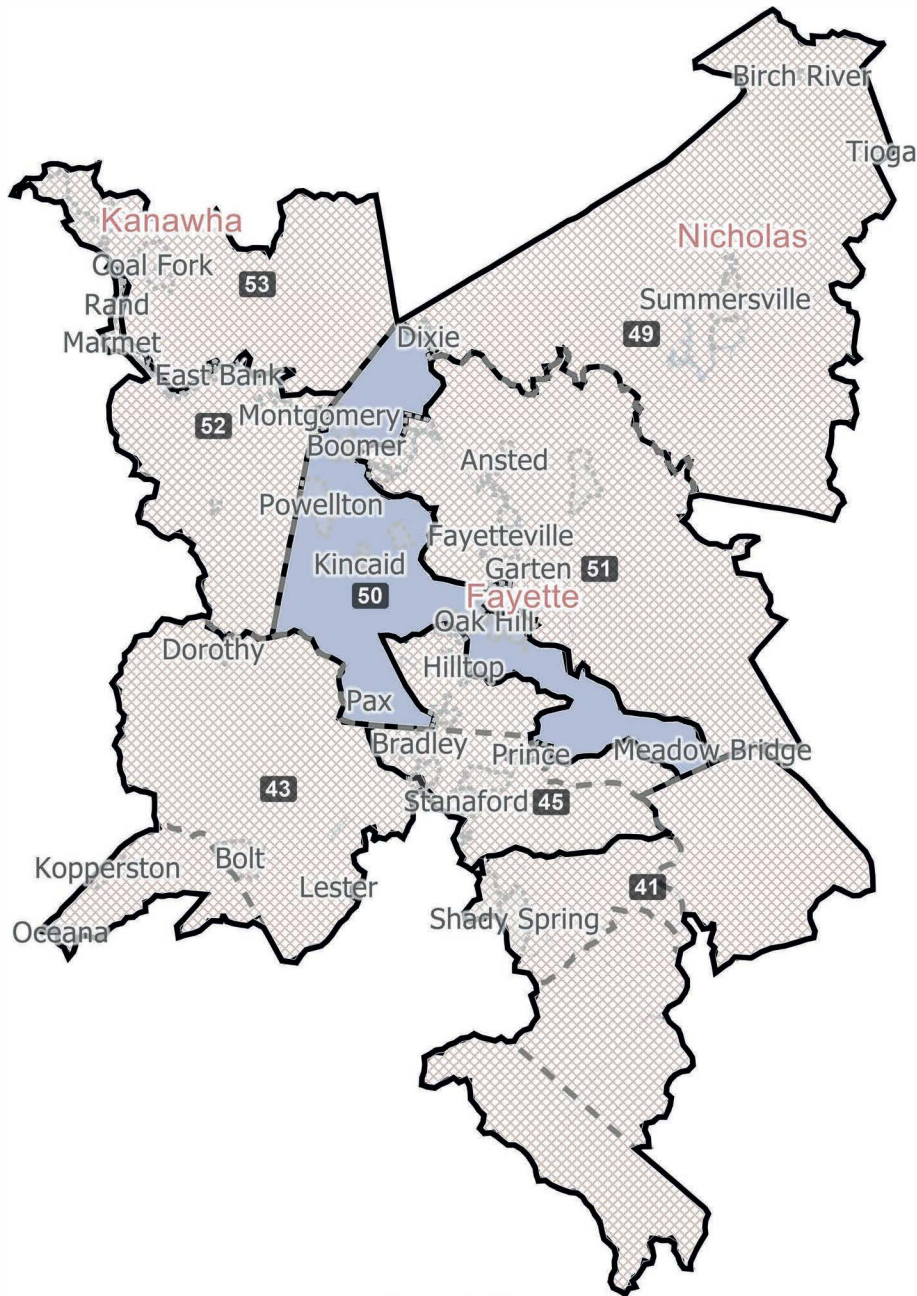 Birch River
Tioga
Kanawha
Nicholas
Coal Fork
53
Rand
Summersville
49
Marmet
Dixie
East Bank
52
Montgomery
Boomer
Ansted
Powellton
Fayetteville
Kincaid
Garten
51
50
Fayette
Oak Hill
Dorothy
Hilltop
Pax
Bradley
Prince
Meadow Bridge
43
Stanaford
45
Kopperston
Bolt
Lester
41
Shady Spring
Oceana